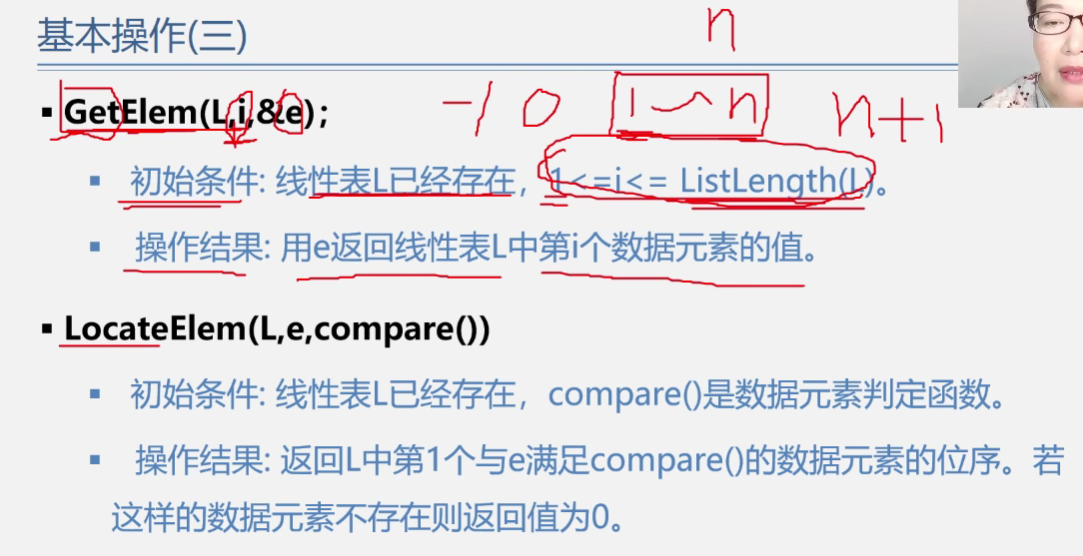 基本操作(三)
n
▪ GetElem(L,i,&e);
-1 0 1~n n+1
▪ 初始条件: 线性表L已经存在，1<=i<= ListLength(L)。
▪ 操作结果: 用e返回线性表L中第i个数据元素的值。
▪ LocateElem(L,e,compare())
▪ 初始条件: 线性表L已经存在，compare()是数据元素判定函数。
▪ 操作结果: 返回L中第1个与e满足compare()的数据元素的位序。若
这样的数据元素不存在则返回值为0。